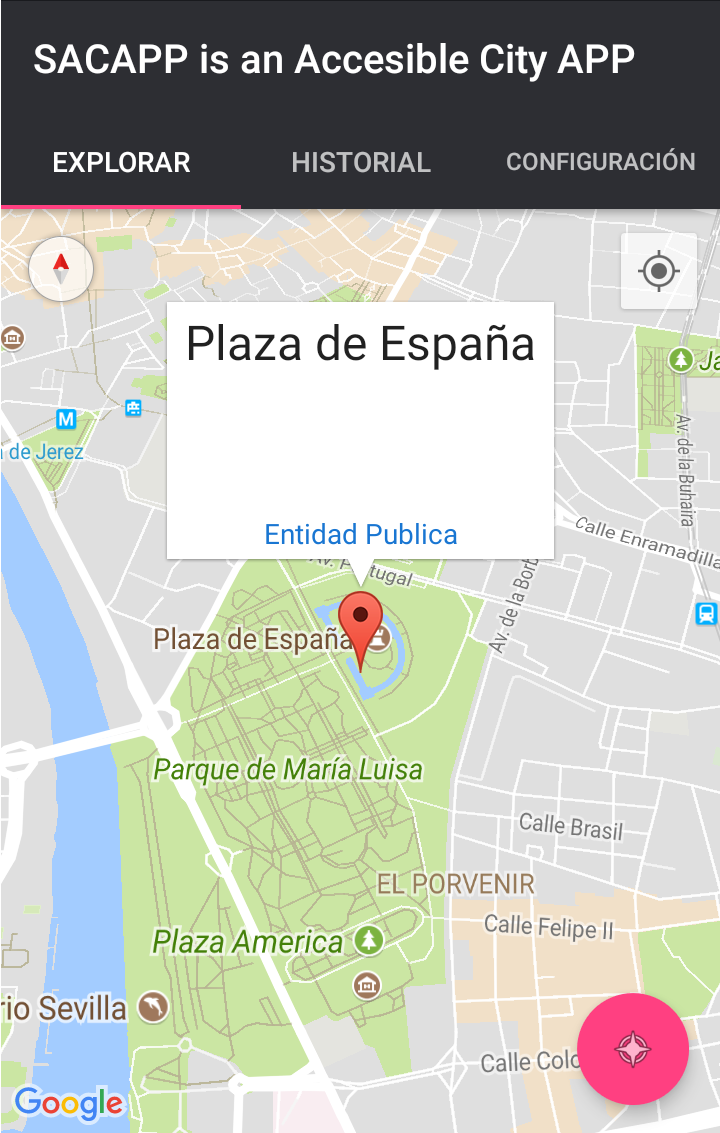 SACAPP is an Accesible City APP
EXPLORAR
HISTORIAL
CONFIGURACIÓN
Plaza de España
Entidad Publica
M
de Jerez
Av. de la Buhaira
Calle Enramadilla
Av. Portugal
Av. de la Borb
Plaza de España
Parque de María Luisa
Calle Brasil
EL PORVENIR
Calle Felipe II
Plaza America
rio Sevilla
Calle Colo
Google